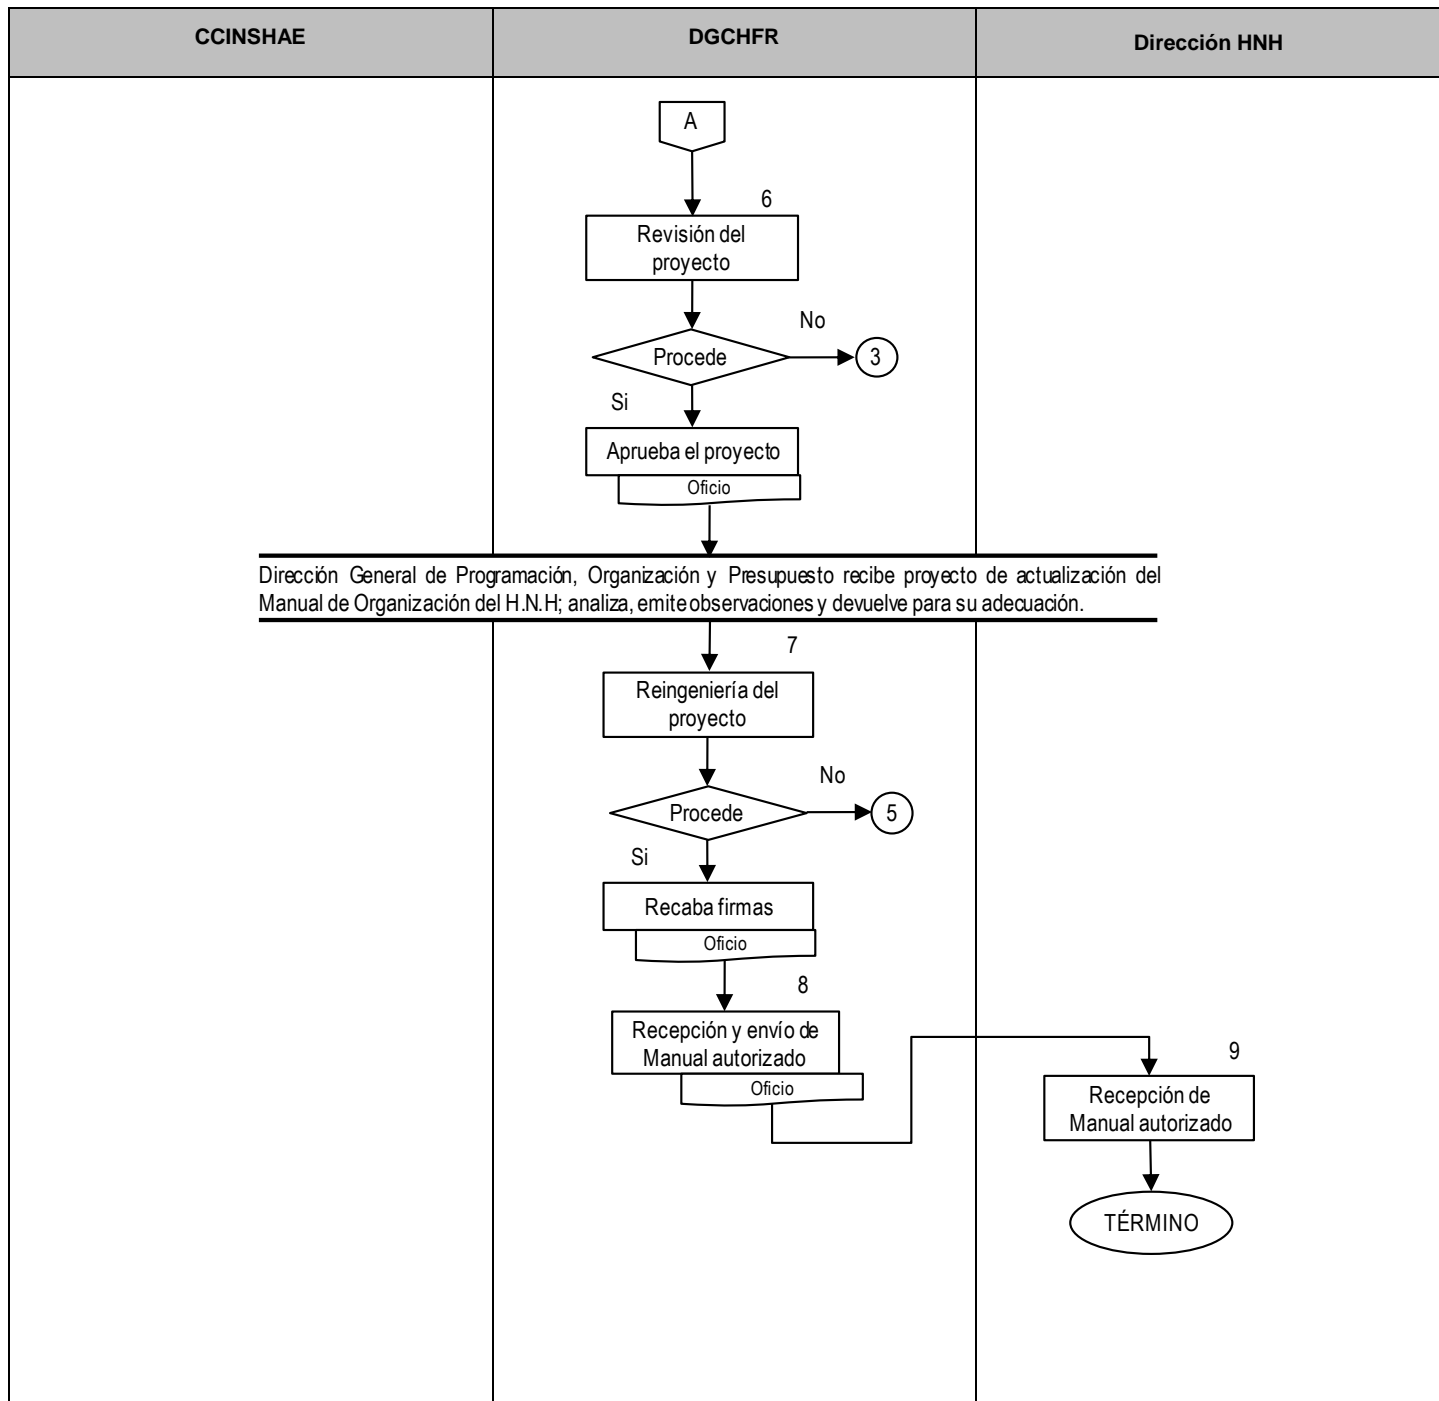 CCINSHAE
DGCHFR
Dirección HNH
A
6
Revisión del
proyecto
No
Procede
3
Si
Aprueba el proyecto
Oficio
Dirección General de Programación, Organización y Presupuesto recibe proyecto de actualización del
Manual de Organización del H.N.H; analiza, emite observaciones y devuelve para su adecuación.
7
Reingeniería del
proyecto
No
Procede
5
Si
Recaba firmas
Oficio
8
Recepción y envío de
Manual autorizado
Oficio
9
Recepción de
Manual autorizado
TÉRMINO